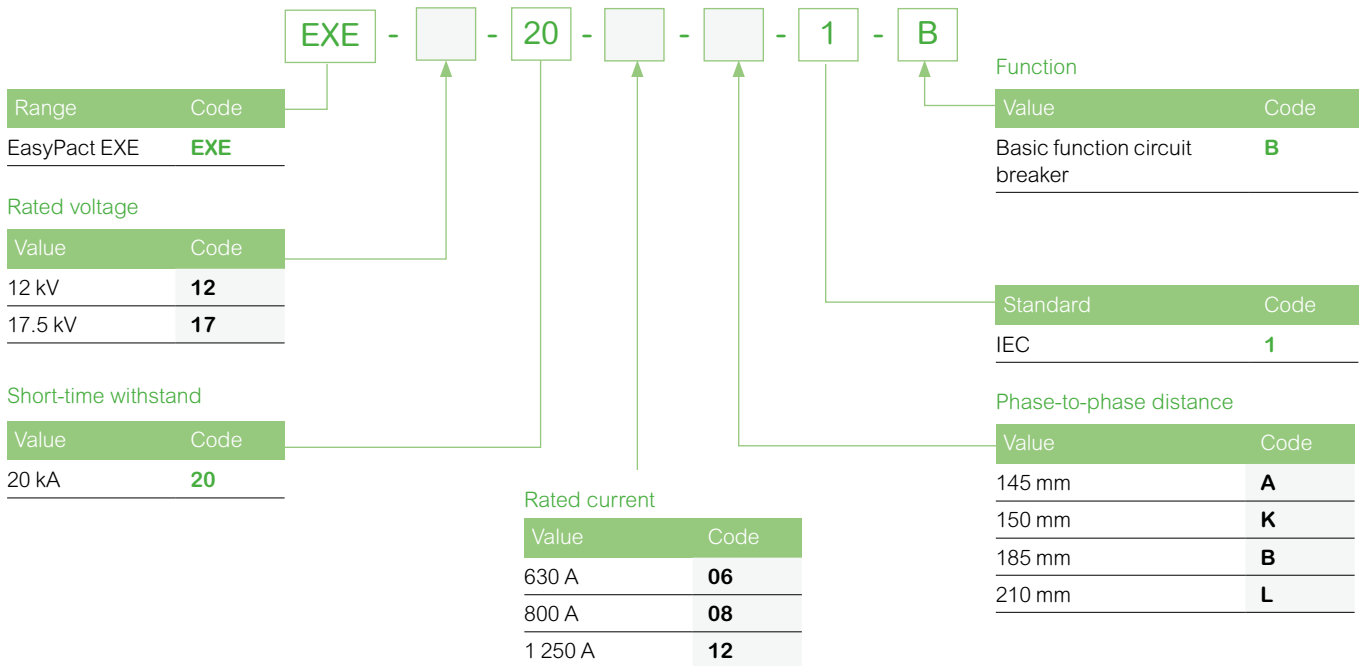 EXE - - 20 - - - 1 - B
Range Code
EasyPact EXE EXE
Rated voltage
Value Code
12 kV 12
17.5 kV 17
Short-time withstand
Value Code
20 kA 20
Rated current
Value Code
630 A 06
800 A 08
1 250 A 12
Function
Value Code
Basic function circuit B
breaker
Standard Code
IEC 1
Phase-to-phase distance
Value Code
145 mm A
150 mm K
185 mm B
210 mm L